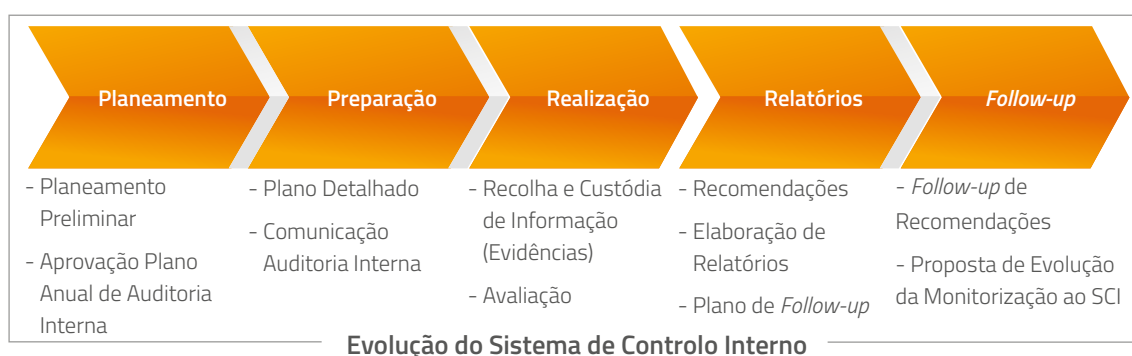 Planeamento
Preparação
Realização
Relatórios
Follow-up
- Planeamento
Preliminar
- Aprovação Plano
Anual de Auditoria
Interna
- Plano Detalhado
- Comunicação
Auditoria Interna
- Recolha e Custódia
de Informação
(Evidências)
- Avaliação
- Recomendações
- Elaboração de
Relatórios
- Plano de Follow-up
- Follow-up de
Recomendações
- Proposta de Evolução
da Monitorização ao SCI
Evolução do Sistema de Controlo Interno